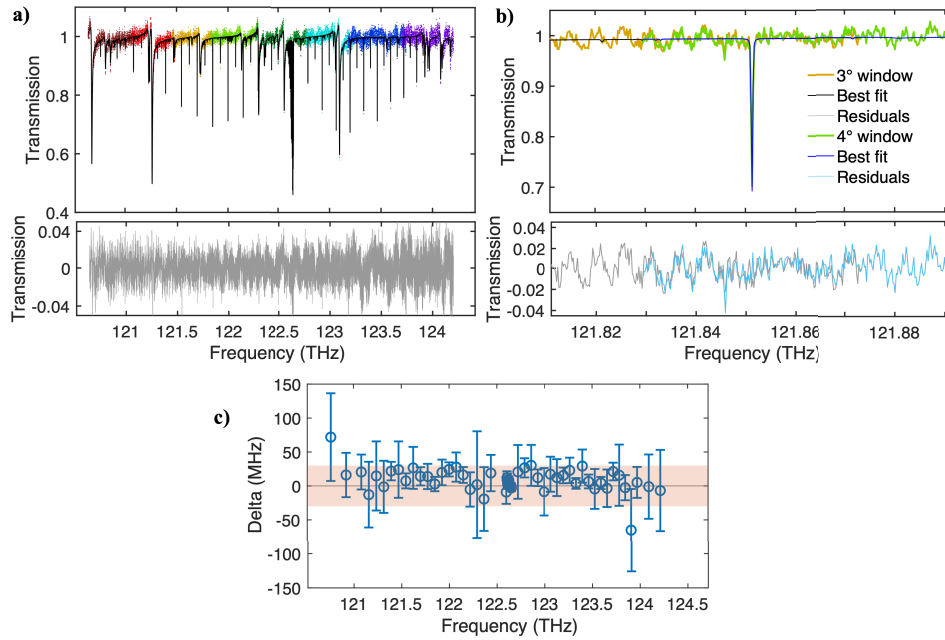 a)
Transmission
1
0.8
0.6
0.4
Transmission
0.04
0
-0.04
121
121.5
122
122.5
123
123.5
124
Frequency (THz)
b)
Transmission
1
0.9
0.8
0.7
3° window
Best fit
Residuals
4° window
Best fit
Residuals
Transmission
0.04
0.02
0
-0.02
-0.04
121.82
121.84
121.86
121.88
Frequency (THz)
c)
Delta (MHz)
150
100
50
0
-50
-100
-150
121
121.5
122
122.5
123
123.5
124
124.5
Frequency (THz)